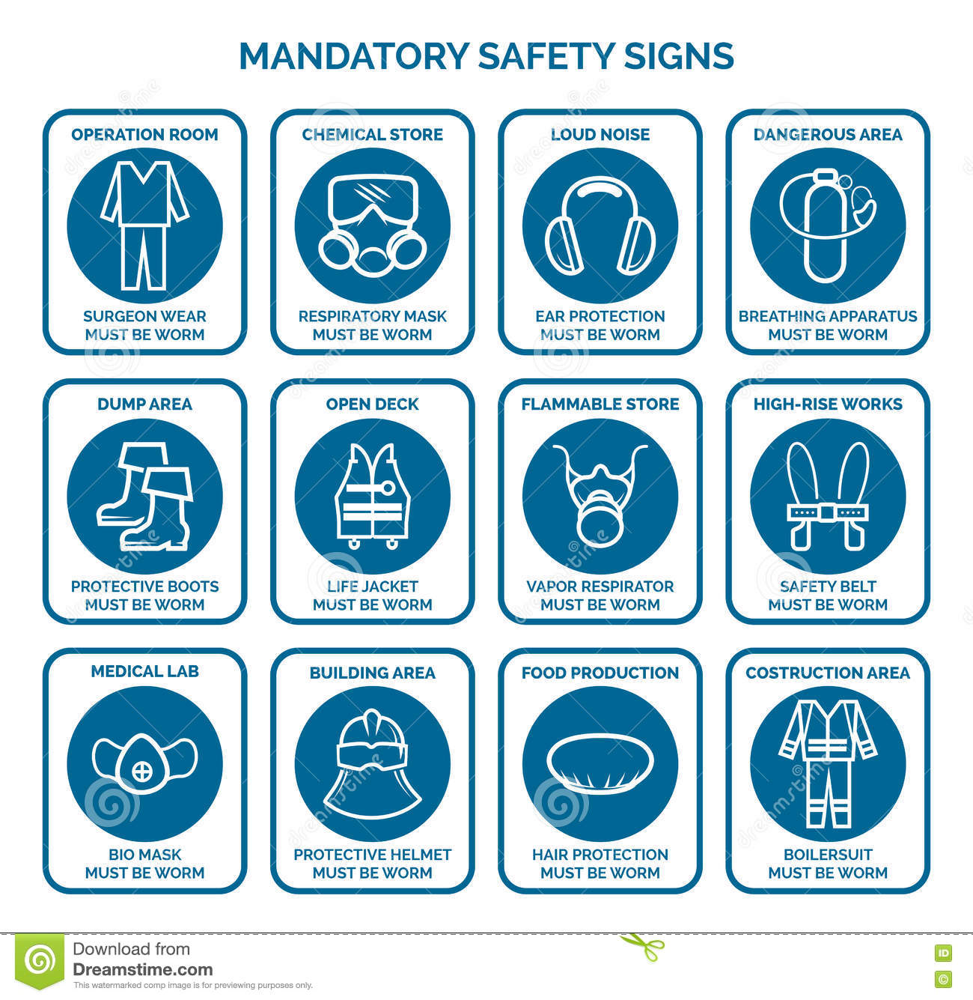 MANDATORY SAFETY SIGNS
OPERATION ROOM
SURGEON WEAR
MUST BE WORM
CHEMICAL STORE
RESPIRATORY MASK
MUST BE WORM
LOUD NOISE
EAR PROTECTION
MUST BE WORM
DANGEROUS AREA
BREATHING APPARATUS
MUST BE WORM
DUMP AREA
PROTECTIVE BOOTS
MUST BE WORM
OPEN DECK
LIFE JACKET
MUST BE WORM
FLAMMABLE STORE
VAPOR RESPIRATOR
MUST BE WORM
HIGH-RISE WORKS
SAFETY BELT
MUST BE WORM
MEDICAL LAB
BIO MASK
MUST BE WORM
BUILDING AREA
PROTECTIVE HELMET
MUST BE WORM
FOOD PRODUCTION
HAIR PROTECTION
MUST BE WORM
COSTRUCTION AREA
BOILERSUIT
MUST BE WORM
Download from
Dreamstime.com
This watermarked comp image is for previewing purposes only.
ID
©